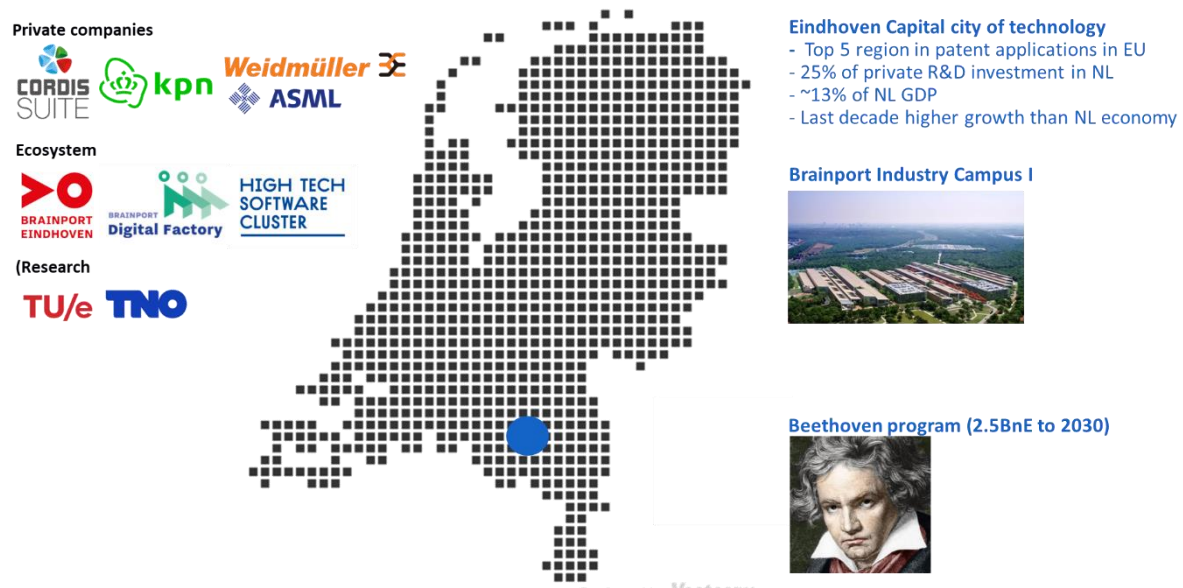 Private companies
CORDIS
SUITE
kpn
Weidmüller
ASML
Ecosystem
BRAINPORT
EINDHOVEN
BRAINPORT
Digital Factory
HIGH TECH
SOFTWARE
CLUSTER
(Research
TU/e
TNO
Eindhoven Capital city of technology
- Top 5 region in patent applications in EU
- 25% of private R&D investment in NL
- ~13% of NL GDP
- Last decade higher growth than NL economy
Brainport Industry Campus I
Beethoven program (2.5BnE to 2030)